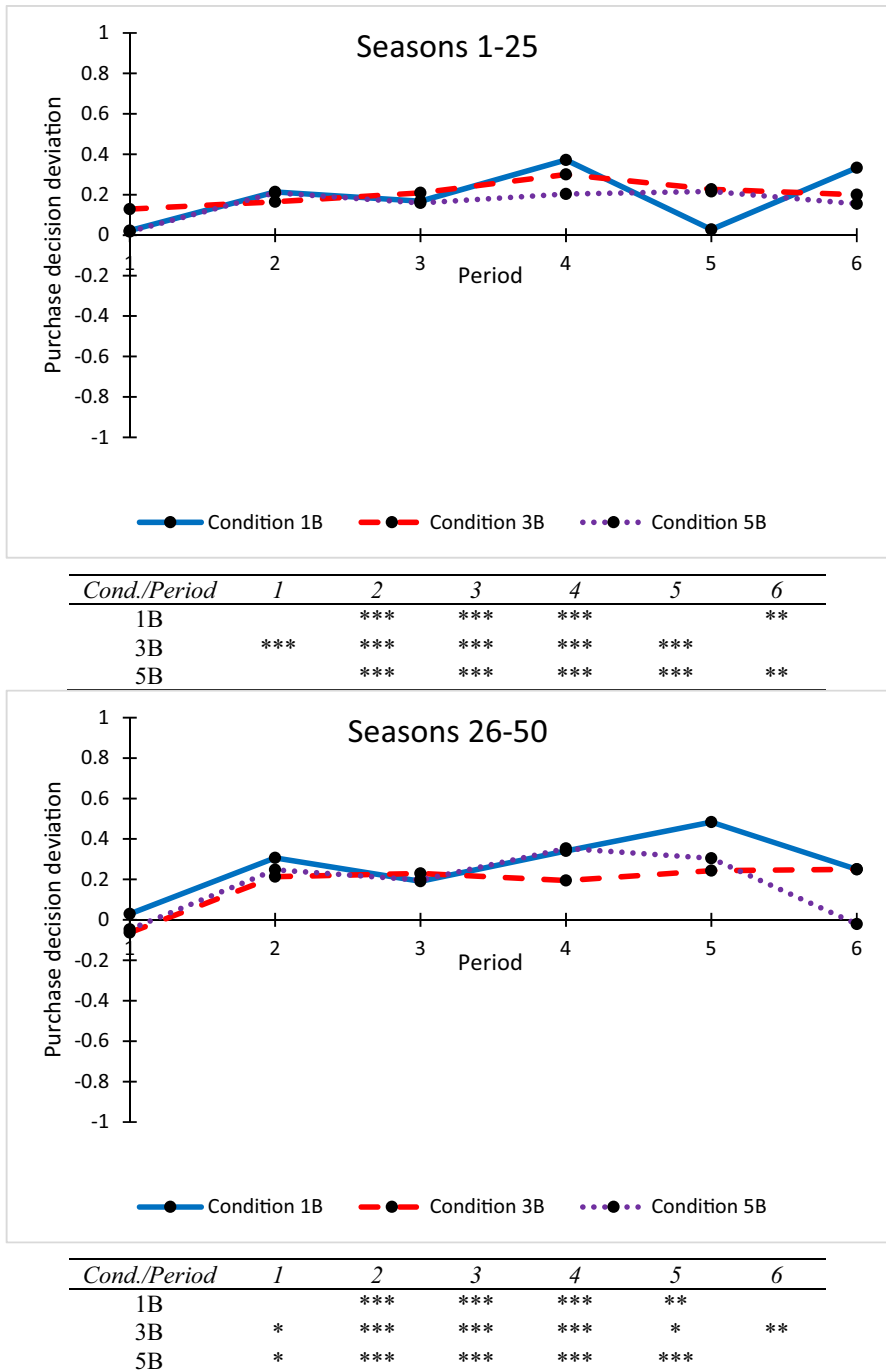 Seasons 1-25
Purchase decision deviation
1
0.8
0.6
0.4
0.2
0
-0.2
-0.4
-0.6
-0.8
-1
1 2 3 4 5 6
Period
Condition 1B Condition 3B Condition 5B
Cond./Period 1 2 3 4 5 6
1B *** *** *** **
3B *** *** *** *** ***
5B *** *** *** *** **
Seasons 26-50
Purchase decision deviation
1
0.8
0.6
0.4
0.2
0
-0.2
-0.4
-0.6
-0.8
-1
1 2 3 4 5 6
Period
Condition 1B Condition 3B Condition 5B
Cond./Period 1 2 3 4 5 6
1B *** *** *** **
3B * *** *** *** * **
5B * *** *** *** ***